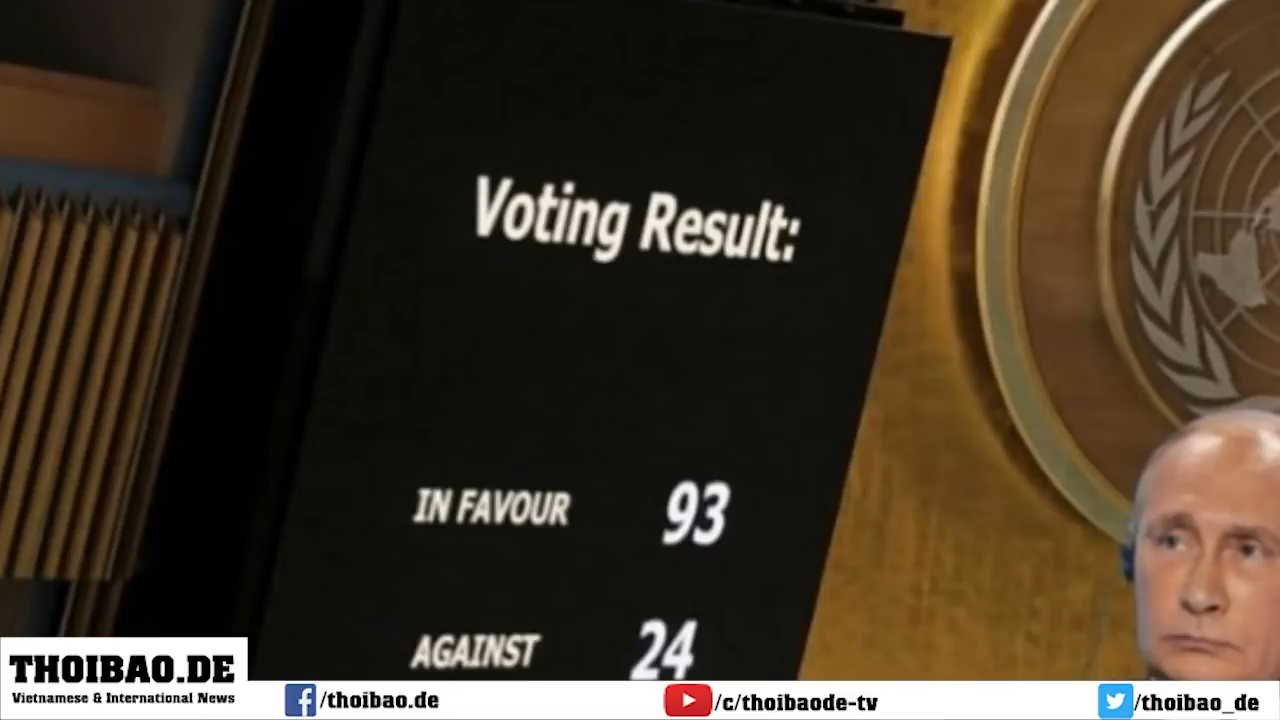 Voting Result:
IN FAVOUR 93
AGAINST 24
THOIBAO.DE
Vietnamese & International News
/thoibao.de
/c/thoibaode-tv
/thoibao_de